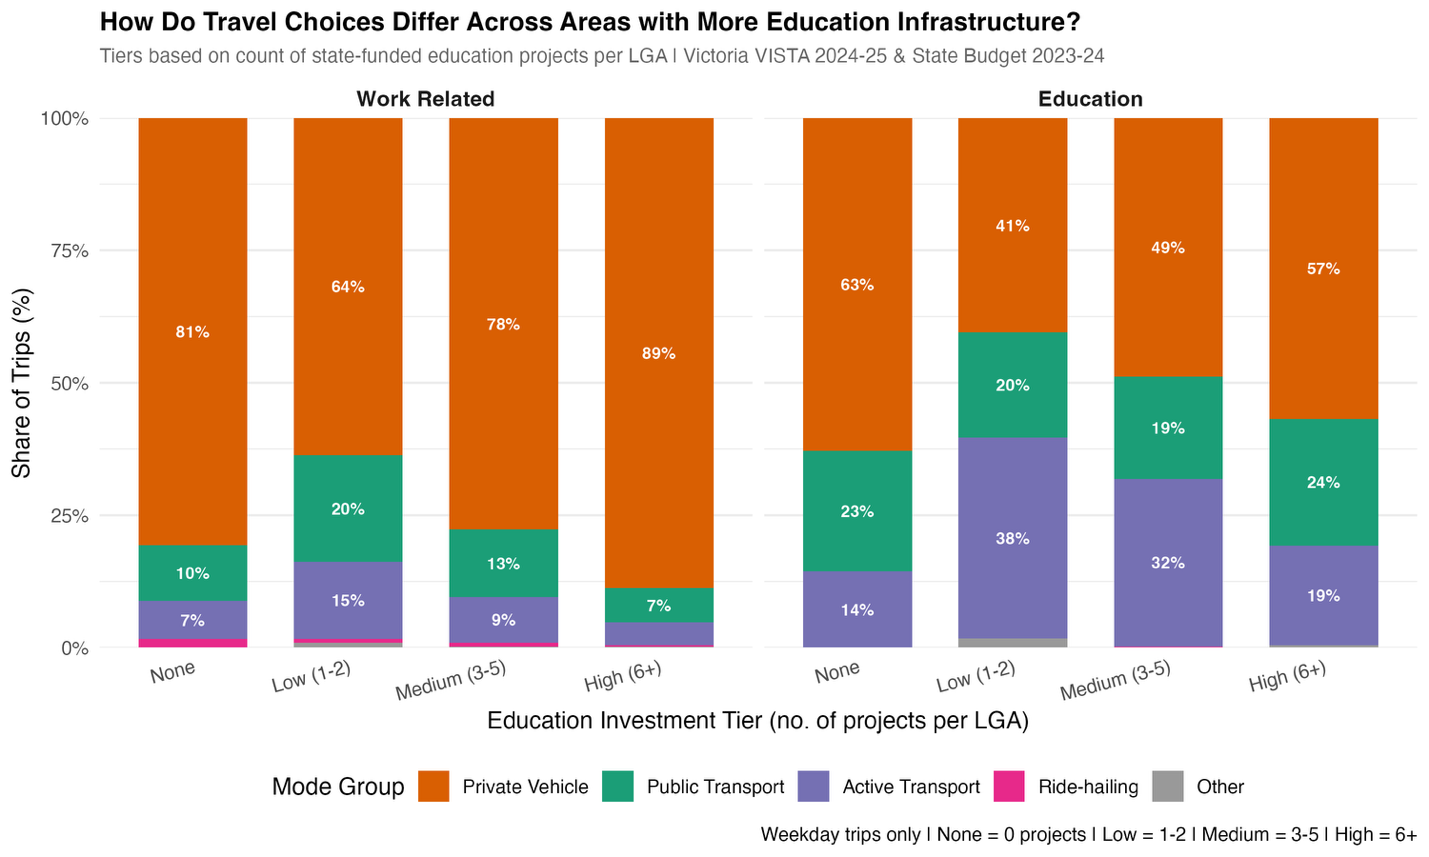 How Do Travel Choices Differ Across Areas with More Education Infrastructure?
Tiers based on count of state-funded education projects per LGA | Victoria VISTA 2024-25 & State Budget 2023-24
Work Related
Education
Share of Trips (%)
100%
75%
50%
25%
0%
81%
10%
7%
64%
20%
15%
78%
13%
9%
89%
7%
63%
23%
14%
41%
20%
38%
49%
19%
32%
57%
24%
19%
None
Low (1-2)
Medium (3-5)
High (6+)
None
Low (1-2)
Medium (3-5)
High (6+)
Education Investment Tier (no. of projects per LGA)
Mode Group Private Vehicle Public Transport Active Transport Ride-hailing Other
Weekday trips only | None = 0 projects | Low = 1-2 | Medium = 3-5 | High = 6+